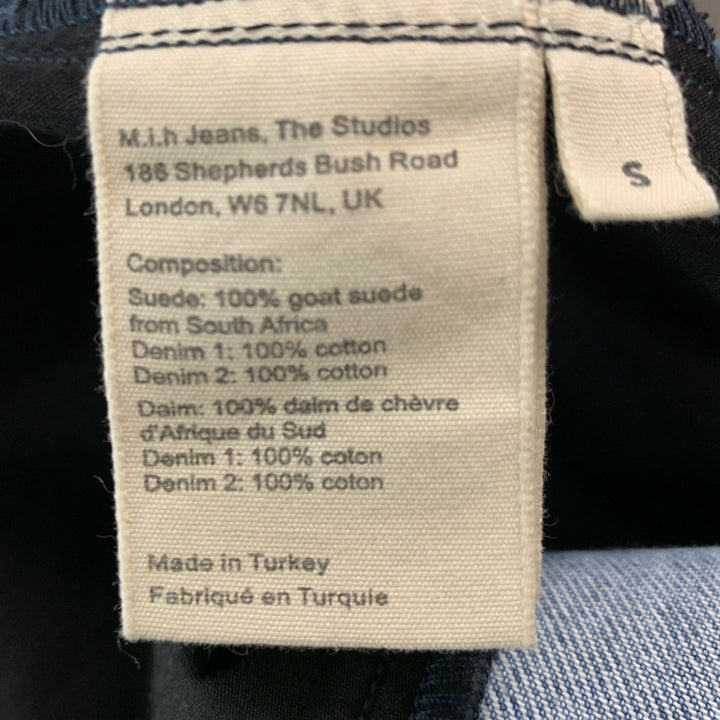 M.i.h Jeans, The Studios
186 Shepherds Bush Road
London, W6 7NL, UK
Composition:
Suede: 100% goat suede
from South Africa
Denim 1: 100% cotton
Denim 2: 100% cotton
Daim: 100% daim de chèvre
d'Afrique du Sud
Denim 1: 100% coton
Denim 2: 100% coton
Made in Turkey
Fabriqué en Turquie
S